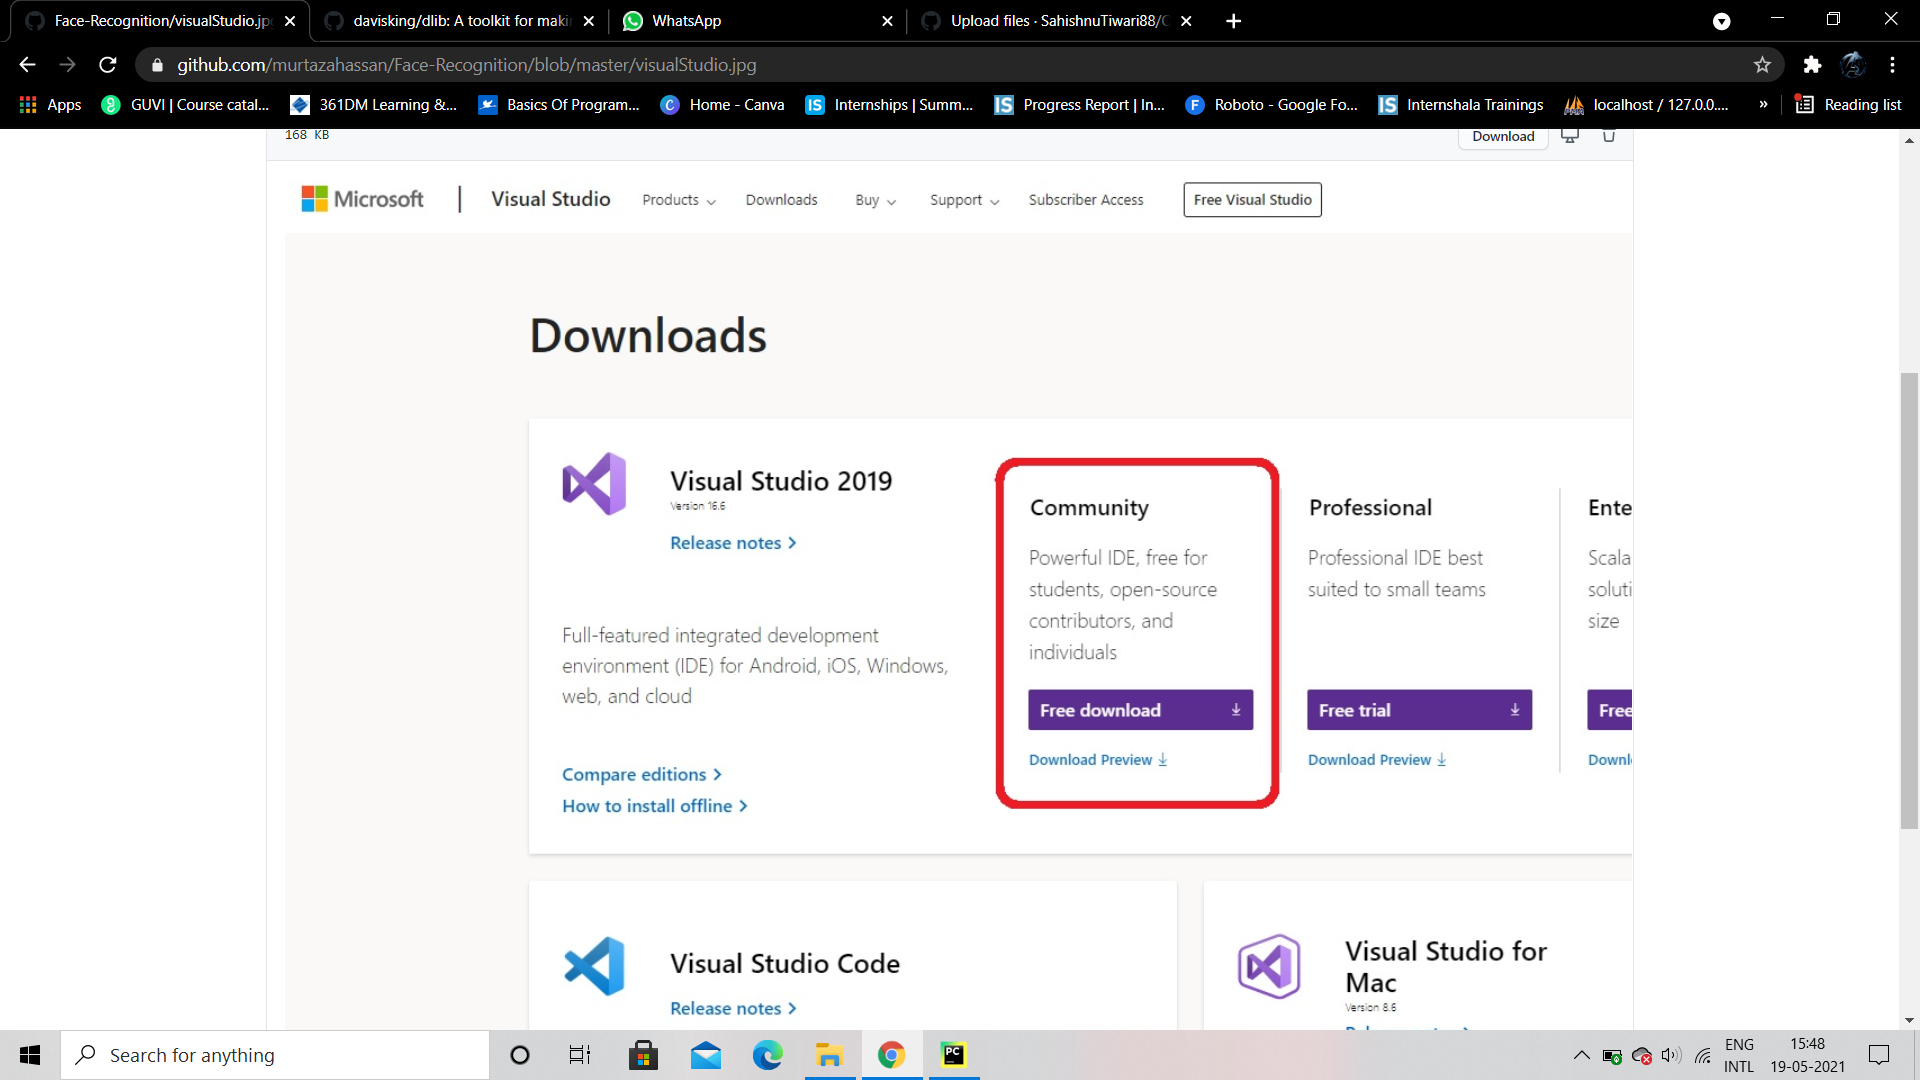 Face-Recognition/visualStudio.jp
davisking/dlib: A toolkit for maki
WhatsApp
Upload files · SahishnuTiwari88/C
github.com/murtazahassan/Face-Recognition/blob/master/visualStudio.jpg
Apps
GUVI | Course catal...
361DM Learning &...
Basics Of Program...
Home - Canva
Internships | Summ...
Progress Report | In...
Roboto - Google Fo...
Internshala Trainings
localhost / 127.0.0....
»
Reading list
168 KB
Download
Microsoft
Visual Studio
Products
Downloads
Buy
Support
Subscriber Access
Free Visual Studio
Downloads
Visual Studio 2019
Version 16.6
Release notes
Full-featured integrated development
environment (IDE) for Android, iOS, Windows,
web, and cloud
Compare editions
How to install offline
Community
Powerful IDE, free for
students, open-source
contributors, and
individuals
Free download
Download Preview
Professional
Professional IDE best
suited to small teams
Free trial
Download Preview
Ente
Scala
soluti
size
Free
Downl
Visual Studio Code
Release notes
Visual Studio for
Mac
Version 8.6
Search for anything
PC
ENG
INTL
15:48
19-05-2021